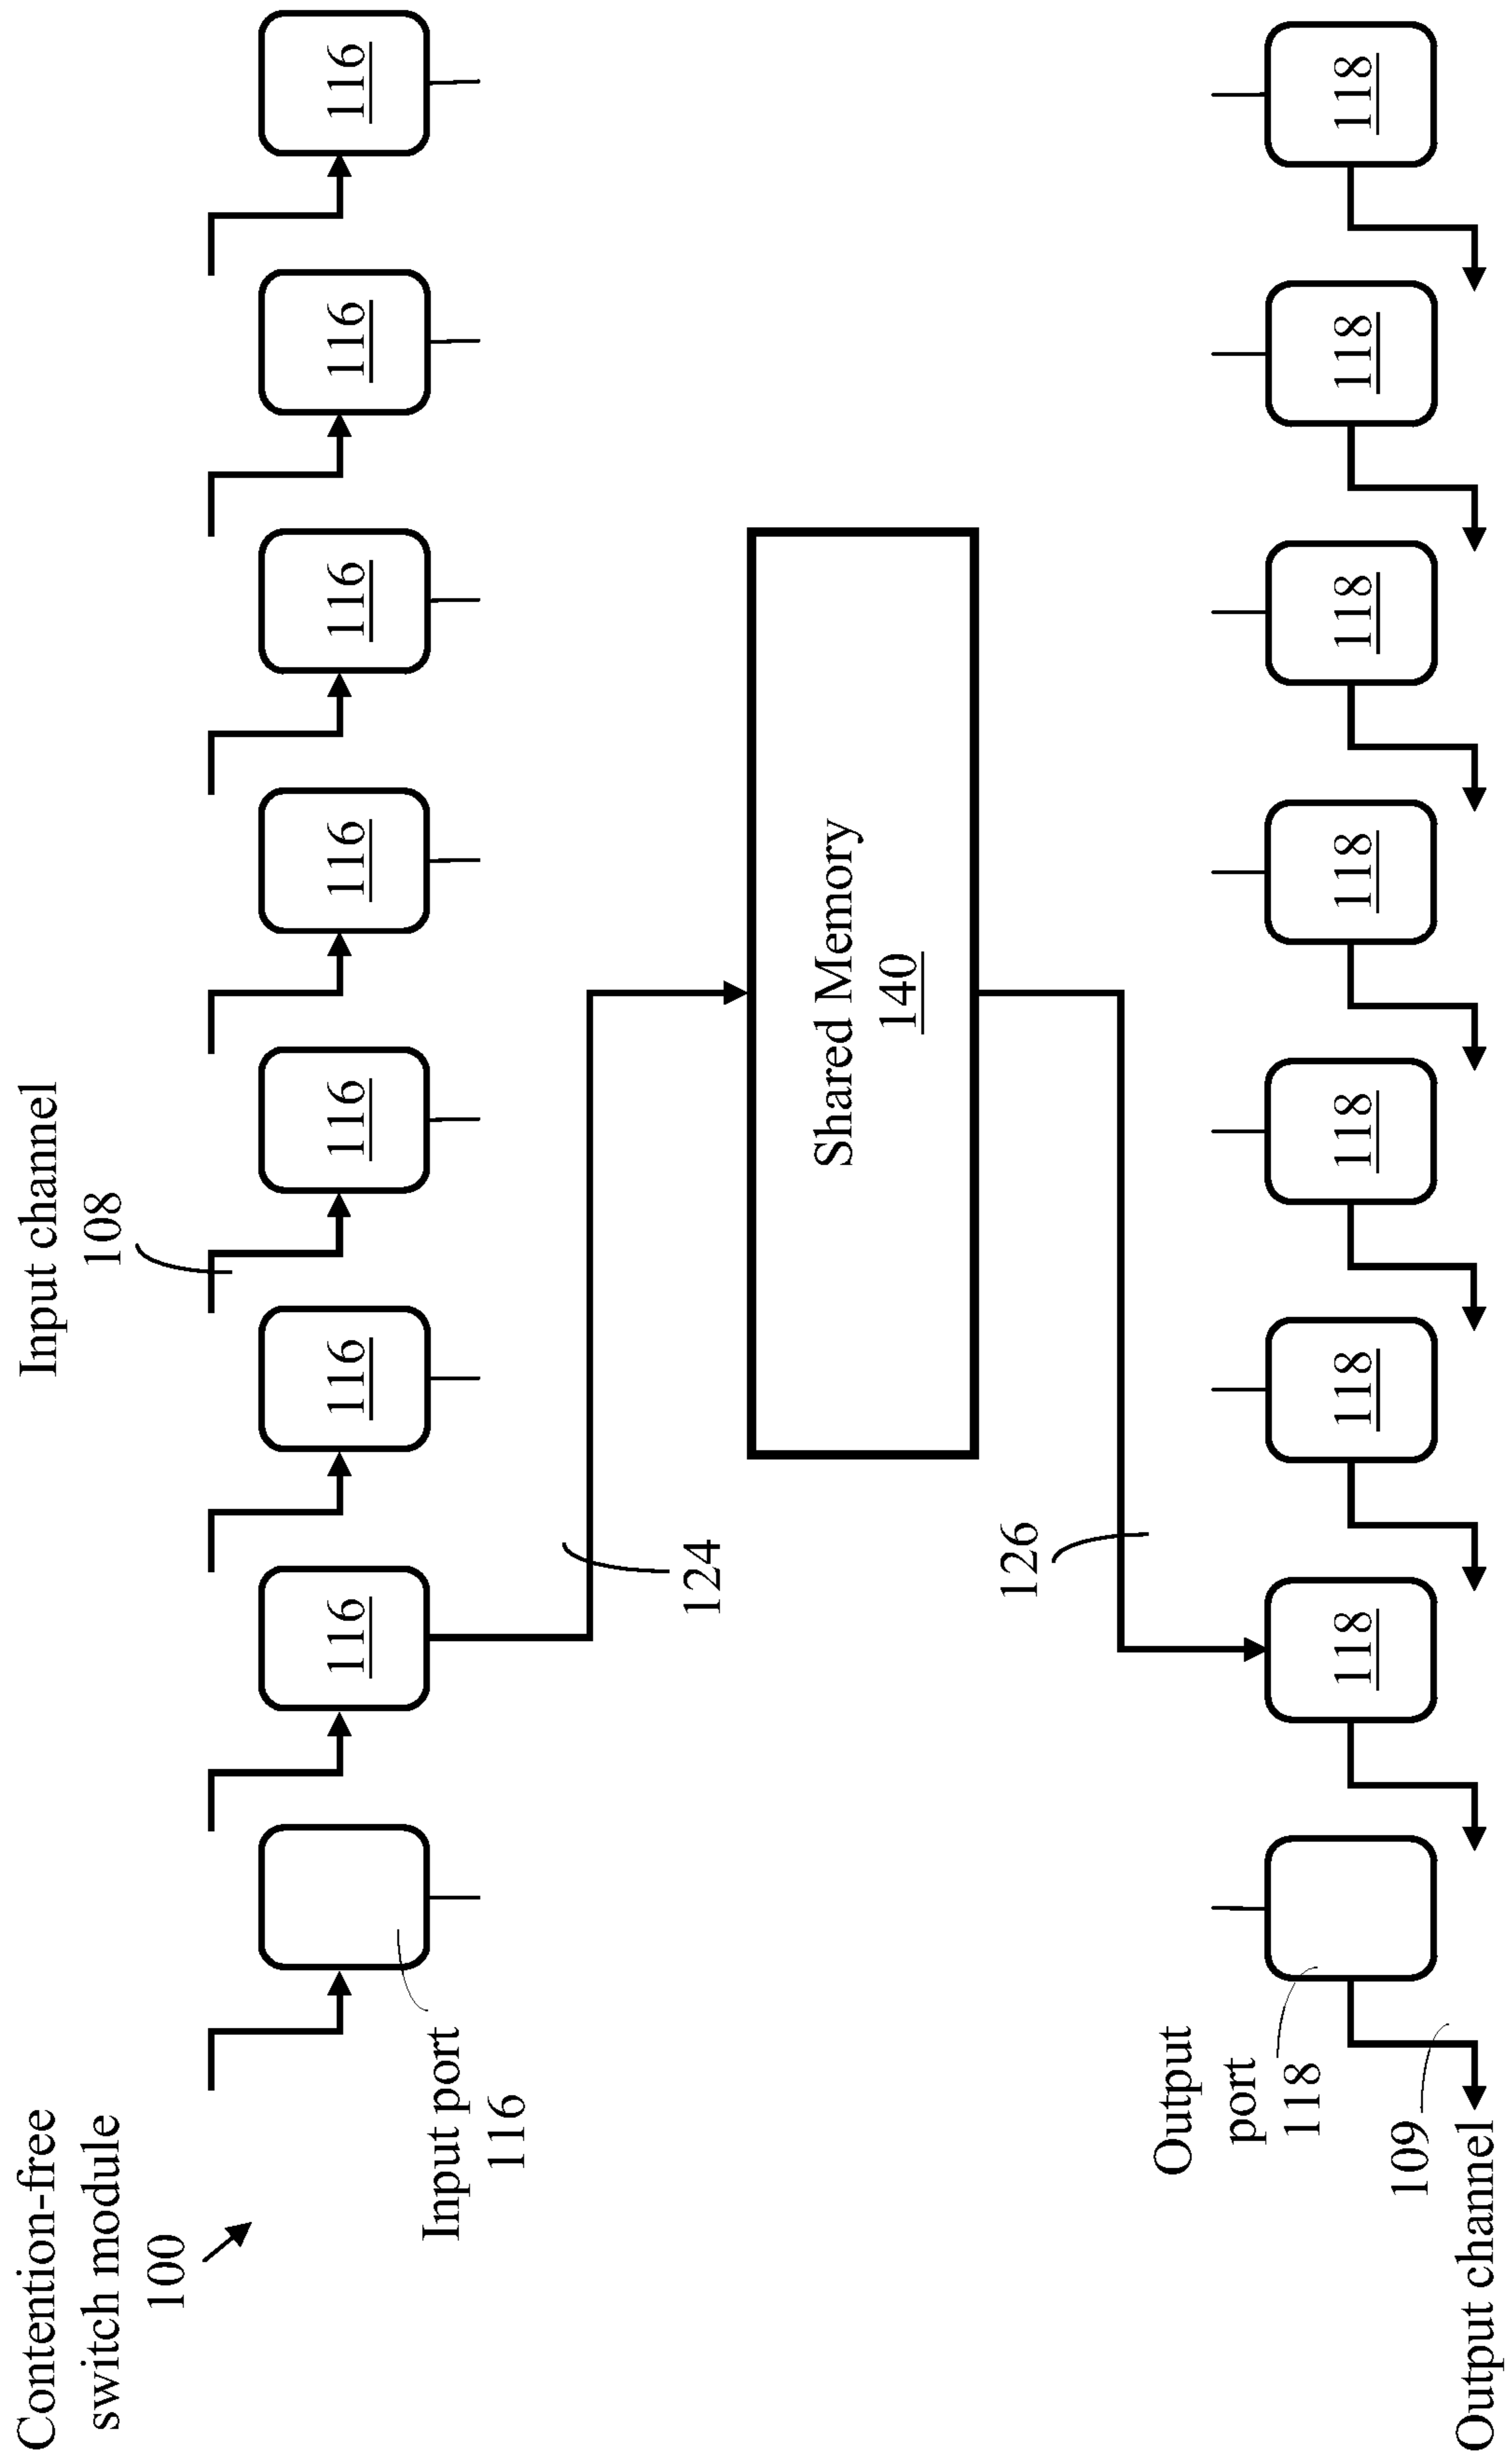 Contention-free
switch module
100
Input channel
108
116
116
116
116
116
116
116
Input port
116
124
Shared Memory
140
126
Output
port
118
118
118
118
118
118
118
118
109
Output channel